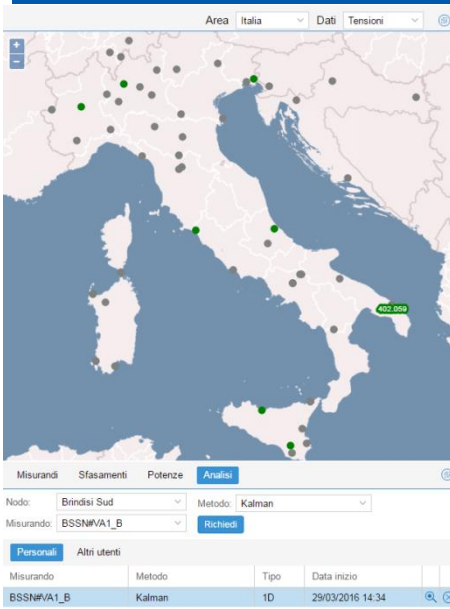 Area Italia Dati Tensioni
+
−
402.059
Misurandi Sfasamenti Potenze Analisi
Nodo: Brindisi Sud Metodo: Kalman
Misurando: BSSN#VA1_B Richiedi
Personali Altri utenti
Misurando Metodo Tipo Data inizio
BSSN#VA1_B Kalman 1D 29/03/2016 14:34